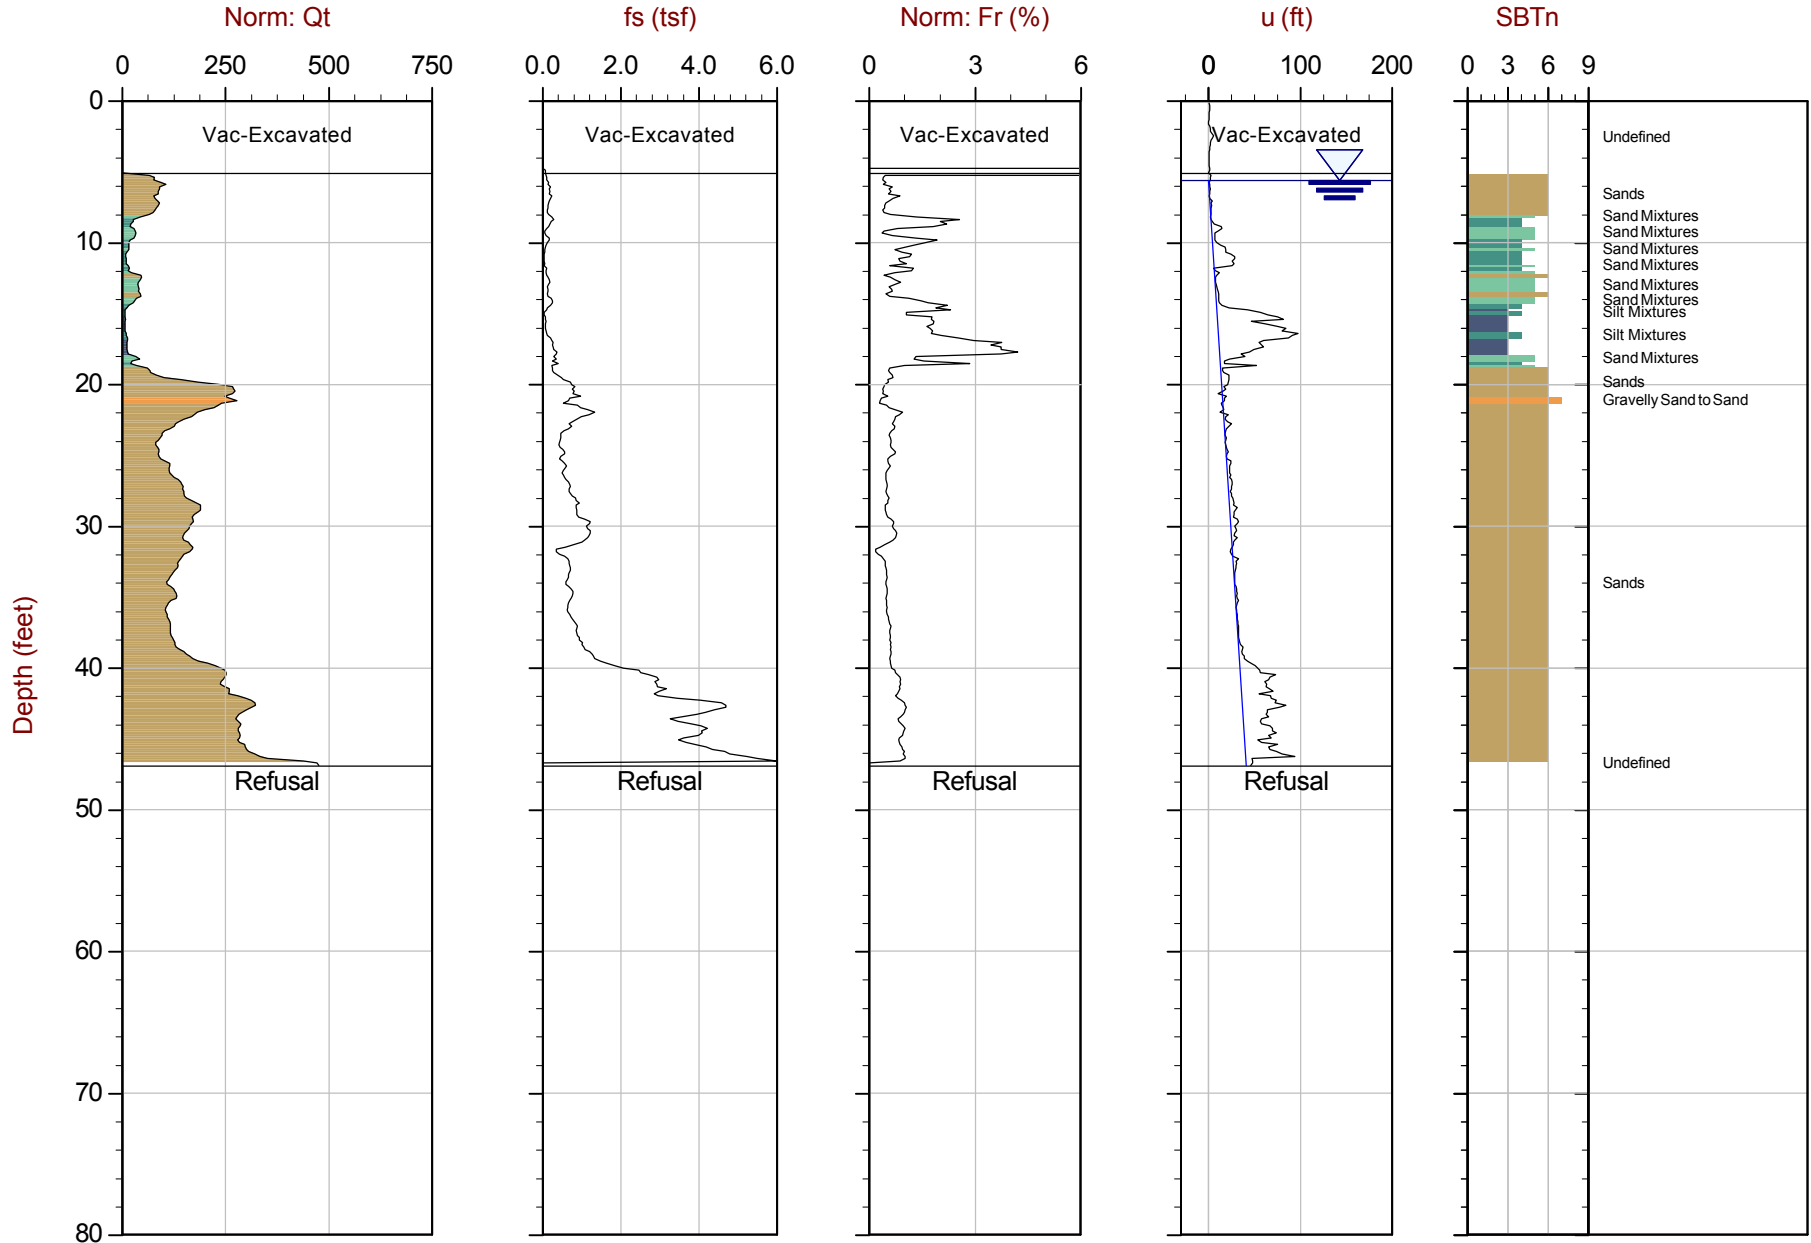 Norm: Qt fs (tsf) Norm: Fr (%) u (ft) SBTn
0 250 500 750 0.0 2.0 4.0 6.0 0 3 6 0 100 200 0 3 6 9
0
Vac-Excavated Vac-Excavated Vac-Excavated Vac-Excavated Undefined
Sands
Sand Mixtures
Sand Mixtures
10
Sand Mixtures
Sand Mixtures
Sand Mixtures
Sand Mixtures
Silt Mixtures
Silt Mixtures
Sand Mixtures
20
Sands
Gravelly Sand to Sand
30
Sands
Depth (feet)
40
Undefined
Refusal Refusal Refusal Refusal
50
60
70
80